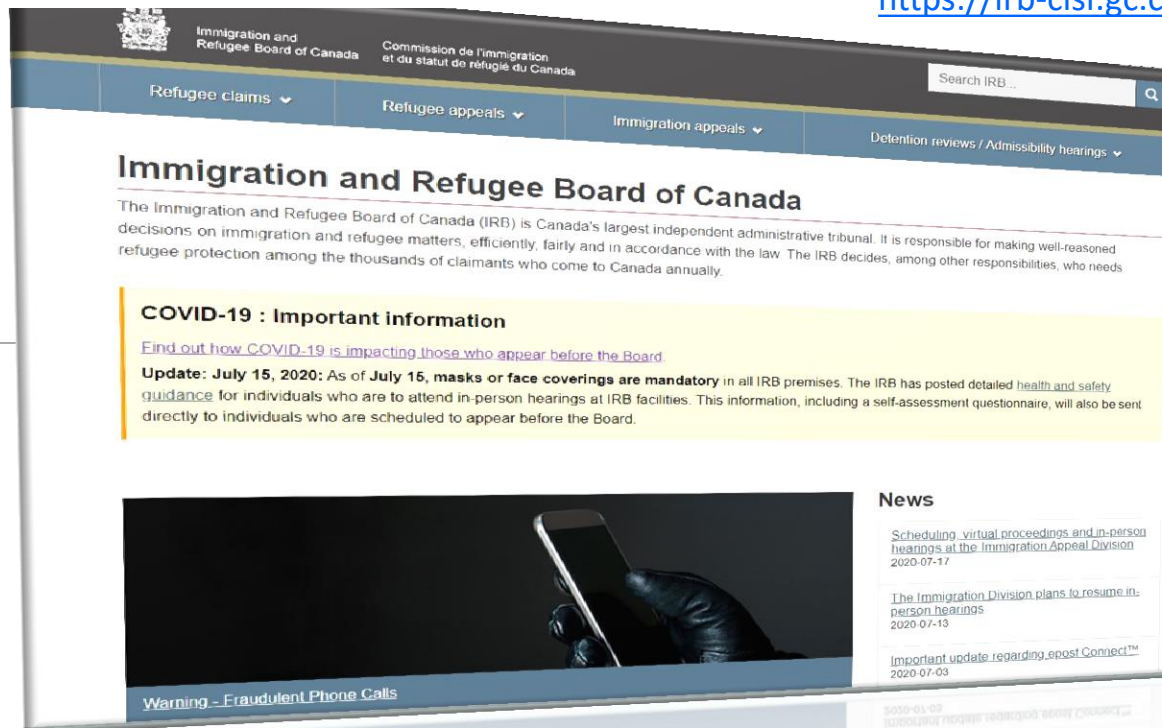 https://irb-cisr.gc.c
Immigration and
Refugee Board of Canada
Commission de l'immigration
et du statut de réfugié du Canada
Search IRB...
Refugee claims
Refugee appeals
Immigration appeals
Detention reviews / Admissibility hearings
Immigration and Refugee Board of Canada
The Immigration and Refugee Board of Canada (IRB) is Canada's largest independent administrative tribunal. It is responsible for making well-reasoned
decisions on immigration and refugee matters, efficiently, fairly and in accordance with the law. The IRB decides, among other responsibilities, who needs
refugee protection among the thousands of claimants who come to Canada annually.
COVID-19 : Important information
Find out how COVID-19 is impacting those who appear before the Board.
Update: July 15, 2020: As of July 15, masks or face coverings are mandatory in all IRB premises. The IRB has posted detailed health and safety
guidance for individuals who are to attend in-person hearings at IRB facilities. This information, including a self-assessment questionnaire, will also be sent
directly to individuals who are scheduled to appear before the Board.
Warning - Fraudulent Phone Calls
News
Scheduling, virtual proceedings and in-person
hearings at the Immigration Appeal Division
2020-07-17
The Immigration Division plans to resume in-
person hearings
2020-07-13
Important update regarding epost Connect™
2020-07-03